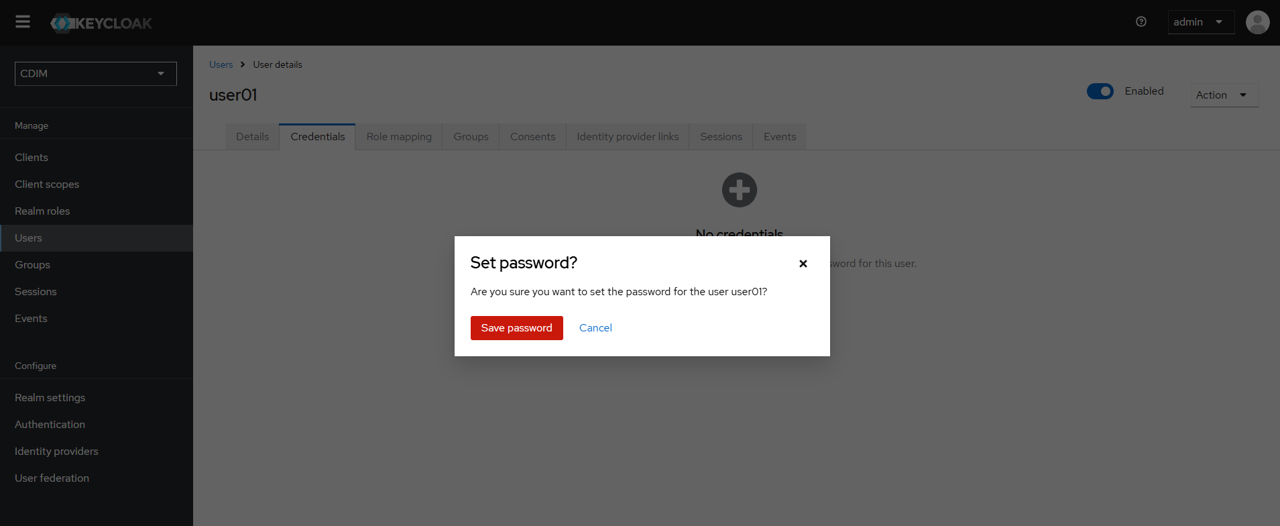 KEYCLOAK
admin
CDIM
Manage
Clients
Client scopes
Realm roles
Users
Groups
Sessions
Events
Configure
Realm settings
Authentication
Identity providers
User federation
Users
User details
user01
Enabled
Action
Details
Credentials
Role mapping
Groups
Consents
Identity provider links
Sessions
Events
No credentials
for this user.
Set password?
Are you sure you want to set the password for the user user01?
Save password
Cancel